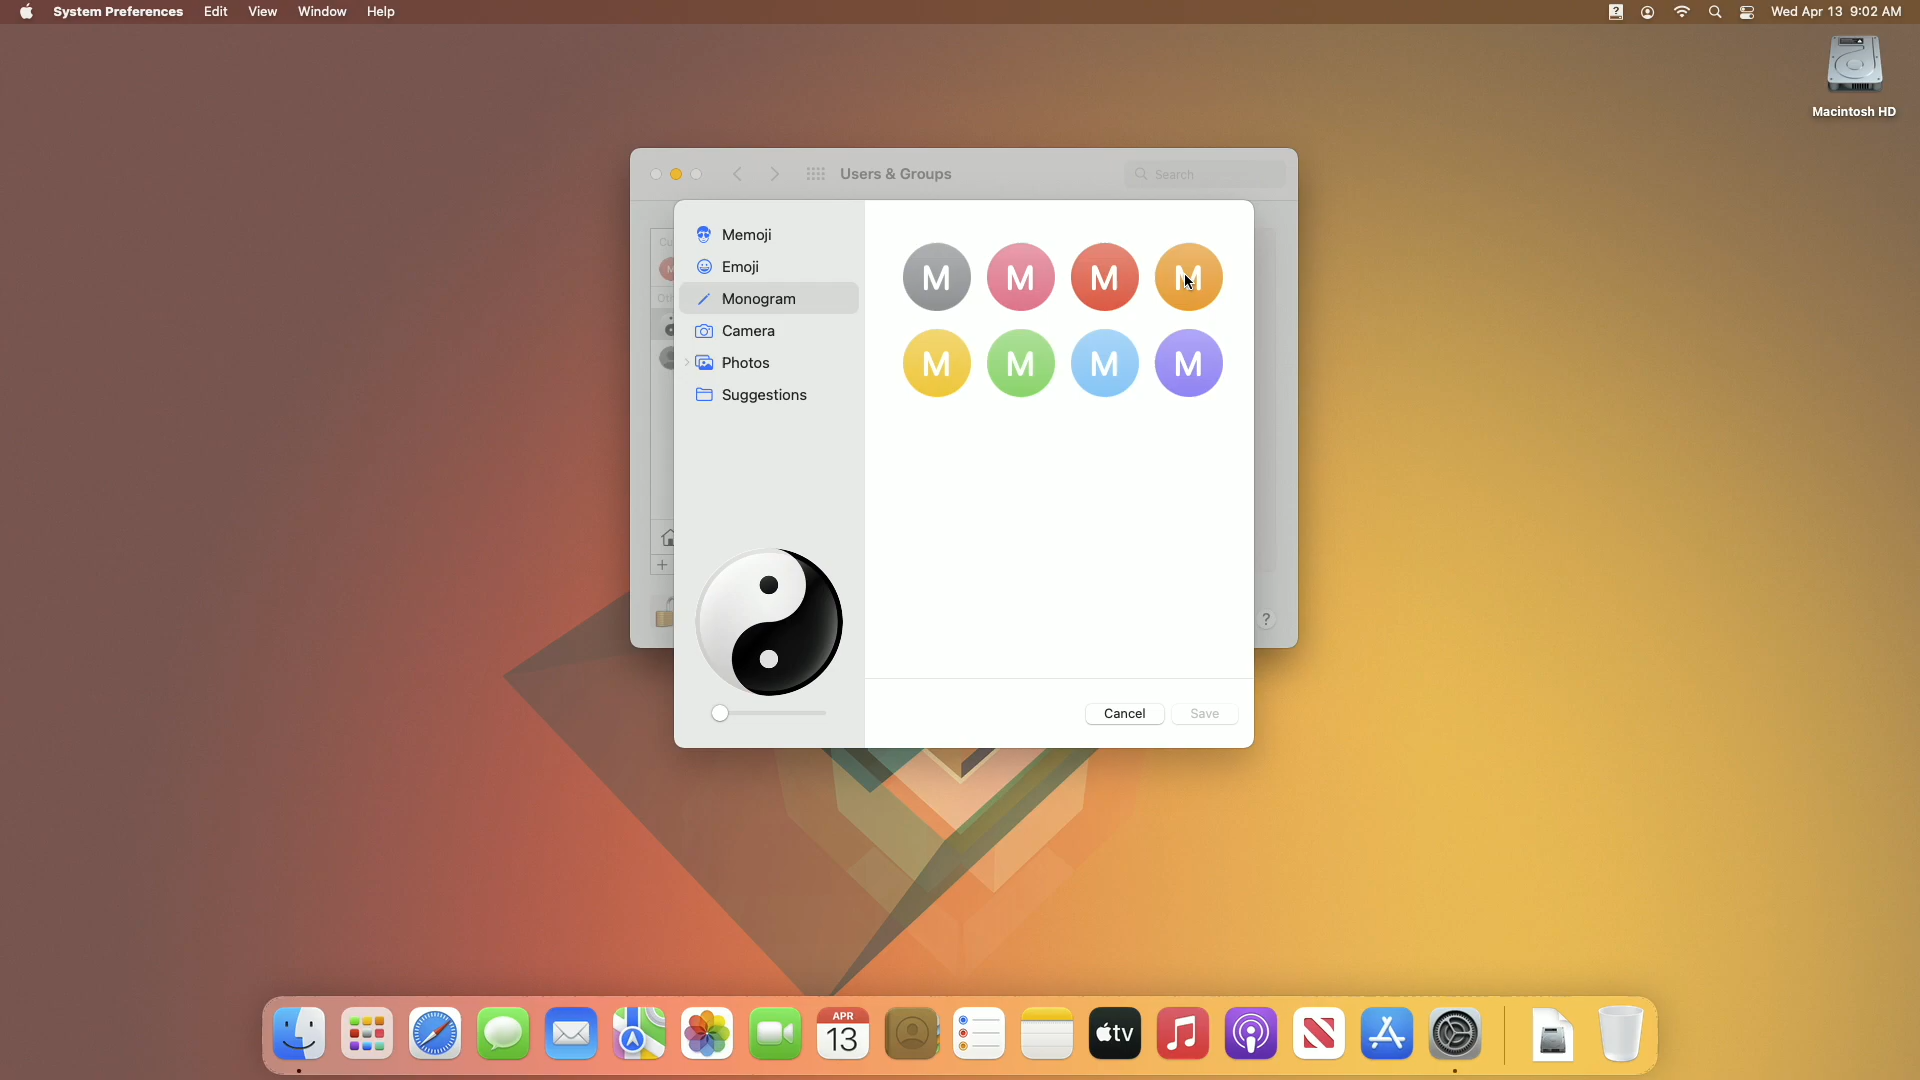 System Preferences Edit View Window Help
Wed Apr 13 9:02 AM
Macintosh HD
Users & Groups
Search
Memoji
Emoji
Monogram
Camera
Photos
Suggestions
M M M M
M M M M
Cancel Save
?
APR
13
tv